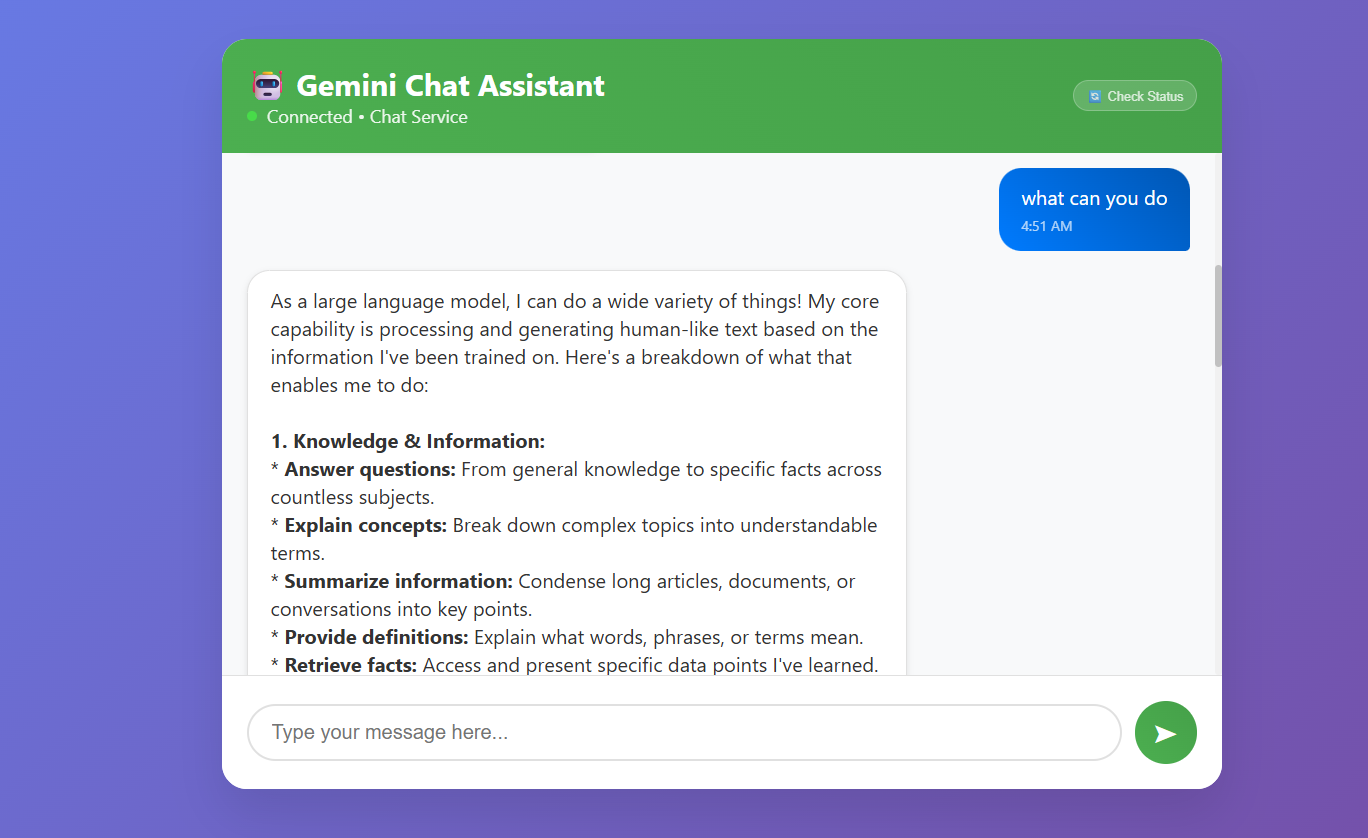 Gemini Chat Assistant
Connected • Chat Service
Check Status
what can you do
4:51 AM
As a large language model, I can do a wide variety of things! My core
capability is processing and generating human-like text based on the
information I've been trained on. Here's a breakdown of what that
enables me to do:
1. Knowledge & Information:
* Answer questions: From general knowledge to specific facts across
countless subjects.
* Explain concepts: Break down complex topics into understandable
terms.
* Summarize information: Condense long articles, documents, or
conversations into key points.
* Provide definitions: Explain what words, phrases, or terms mean.
* Retrieve facts: Access and present specific data points I've learned.
Type your message here...